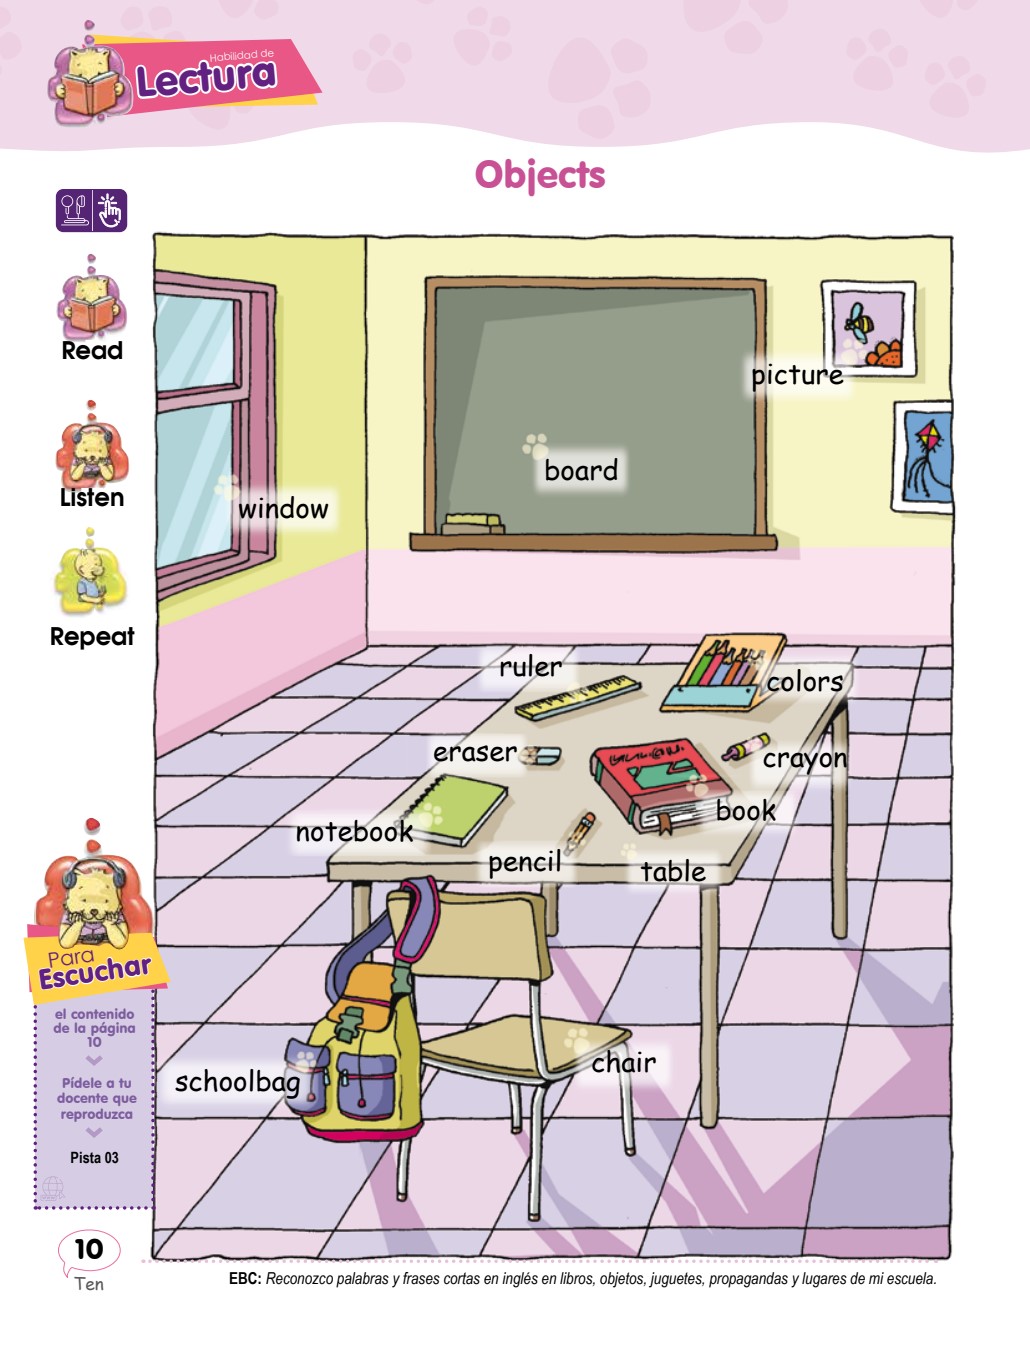 Habilidad de
Lectura
Objects
Read
Listen
Repeat
picture
board
window
ruler
colors
eraser
crayon
book
notebook
pencil
table
chair
schoolbag
Para
Escuchar
el contenido
de la página
10
Pídele a tu
docente que
reproduzca
Pista 03
10
Ten
EBC: Reconozco palabras y frases cortas en inglés en libros, objetos, juguetes, propagandas y lugares de mi escuela.